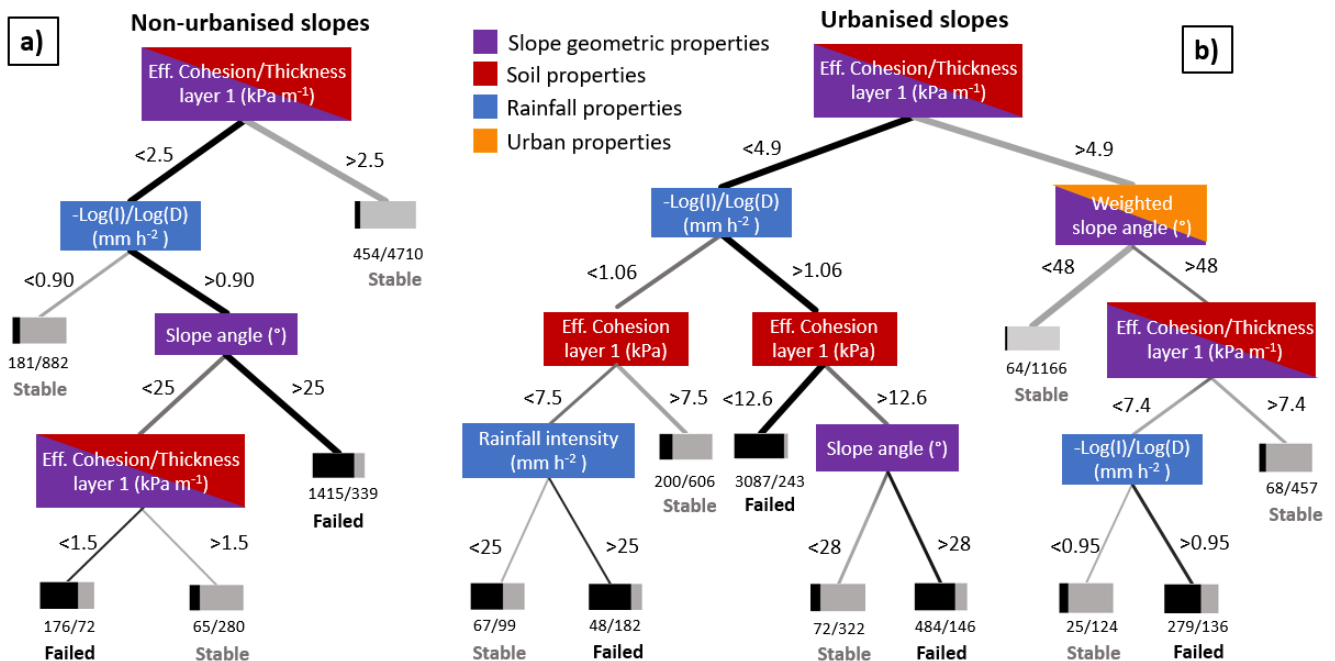 a)
Non-urbanised slopes
Eff. Cohesion/Thickness
layer 1 (kPa m⁻¹)
<2.5
>2.5
-Log(I)/Log(D)
(mm h⁻²)
454/4710
Stable
<0.90
>0.90
181/882
Stable
Slope angle (°)
<25
>25
Eff. Cohesion/Thickness
layer 1 (kPa m⁻¹)
1415/339
Failed
<1.5
>1.5
176/72
Failed
65/280
Stable
Slope geometric properties
Soil properties
Rainfall properties
Urban properties
Urbanised slopes
b)
Eff. Cohesion/Thickness
layer 1 (kPa m⁻¹)
<4.9
>4.9
-Log(I)/Log(D)
(mm h⁻²)
Weighted
slope angle (°)
<1.06
>1.06
<48
>48
Eff. Cohesion
layer 1 (kPa)
Eff. Cohesion
layer 1 (kPa)
64/1166
Stable
Eff. Cohesion/Thickness
layer 1 (kPa m⁻¹)
<7.5
>7.5
<12.6
>12.6
<7.4
>7.4
Rainfall intensity
(mm h⁻²)
200/606
Stable
3087/243
Failed
Slope angle (°)
-Log(I)/Log(D)
(mm h⁻²)
68/457
Stable
<25
>25
<28
>28
<0.95
>0.95
67/99
Stable
48/182
Failed
72/322
Stable
484/146
Failed
25/124
Stable
279/136
Failed